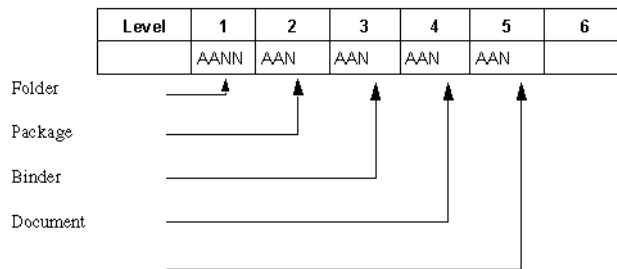 Level 1 2 3 4 5 6
AANN AAN AAN AAN AAN
Folder
Package
Binder
Document